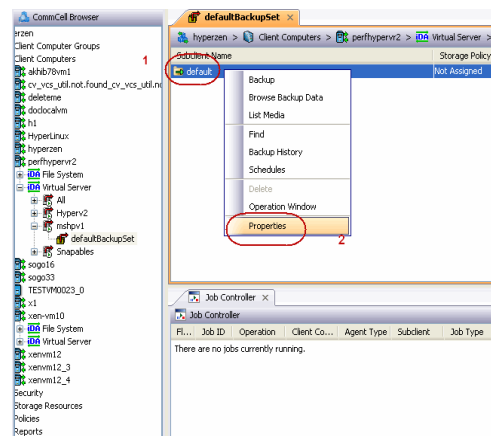 CommCell Browser
erzen
Client Computer Groups
Client Computers
1
akhib78vm1
cv_vcs_util.not.found_cv_vcs_util.no
deleteme
doclocalvm
h1
HyperLinux
hyperzen
perfhypervr2
iDA File System
iDA Virtual Server
All
Hyperv2
mshpv1
defaultBackupSet
Snapables
sogo16
sogo33
TESTVM0023_0
x1
xen-vm10
iDA File System
iDA Virtual Server
xenvm12
xenvm12_3
xenvm12_4
Security
Storage Resources
Policies
Reports
defaultBackupSet
hyperzen > Client Computers > perfhypervr2 > iDA Virtual Server >
Subclient Name Storage Policy
default Not Assigned
Backup
Browse Backup Data
List Media
Find
Backup History
Schedules
Delete
Operation Window
Properties
2
Job Controller
Job Controller
Fl... Job ID Operation Client Co... Agent Type Subclient Job Type
There are no jobs currently running.